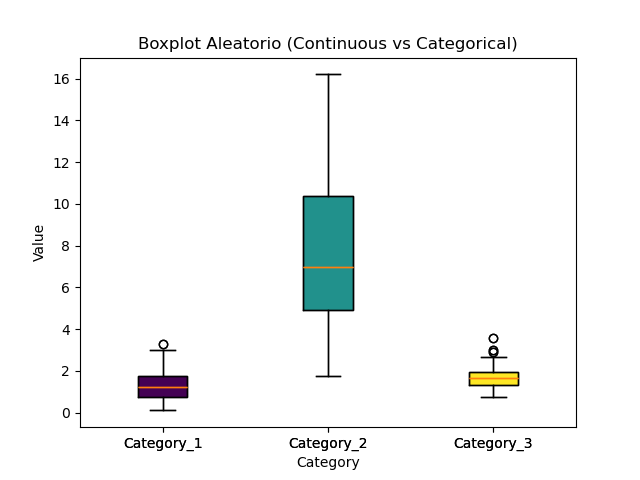 Boxplot Aleatorio (Continuous vs Categorical)
Value
16
14
12
10
8
6
4
2
0
Category_1 Category_2 Category_3
Category